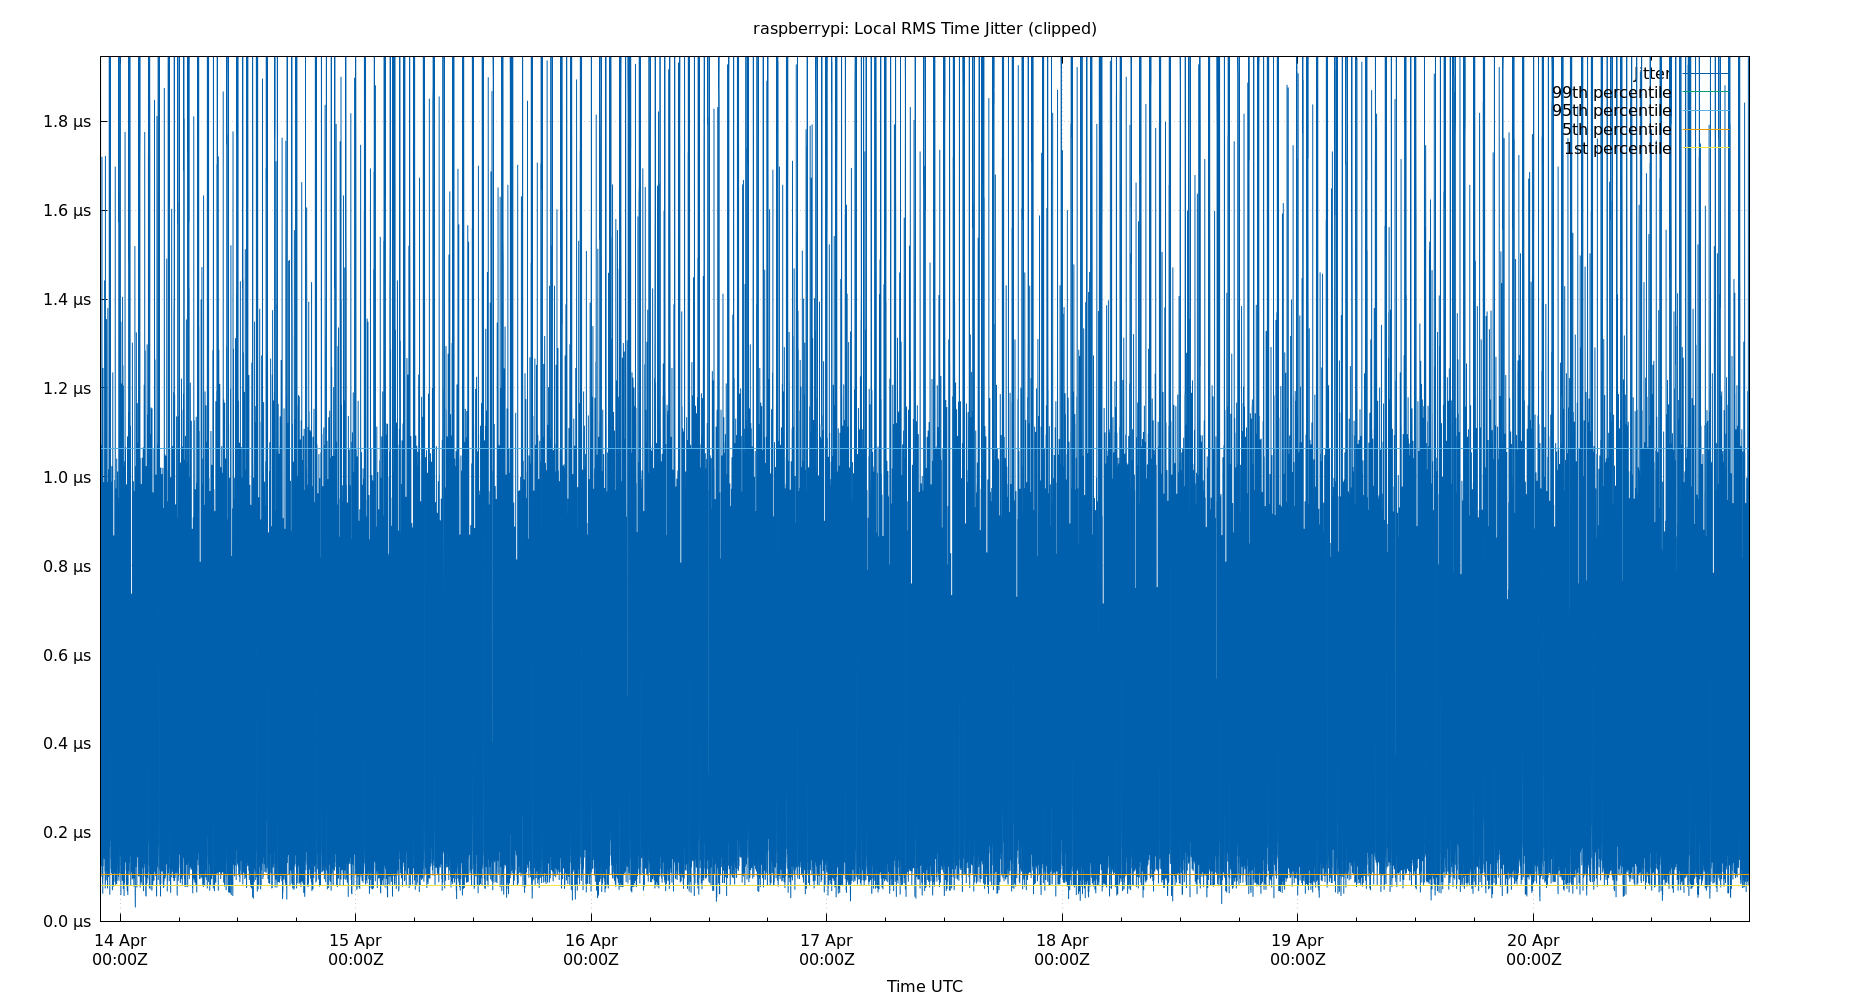 raspberrypi: Local RMS Time Jitter (clipped)
jitter
99th percentile
95th percentile
5th percentile
1st percentile
1.8 µs
1.6 µs
1.4 µs
1.2 µs
1.0 µs
0.8 µs
0.6 µs
0.4 µs
0.2 µs
0.0 µs
14 Apr 15 Apr 16 Apr 17 Apr 18 Apr 19 Apr 20 Apr
00:00Z 00:00Z 00:00Z 00:00Z 00:00Z 00:00Z 00:00Z
Time UTC